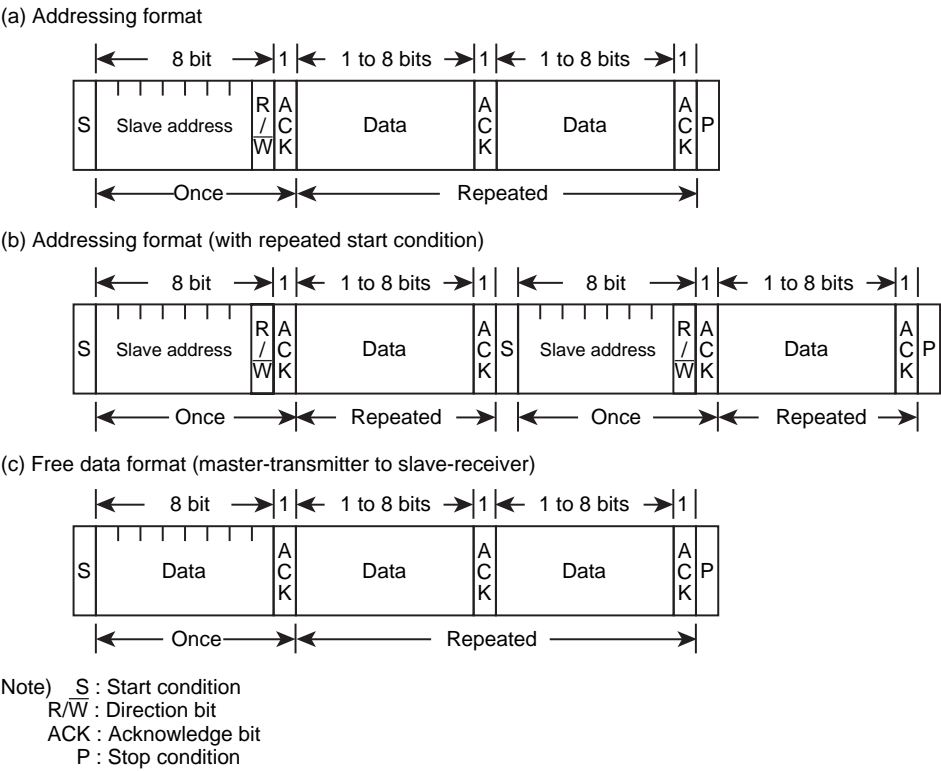 (a) Addressing format
8 bit 1 1 to 8 bits 1 1 to 8 bits 1
S Slave address R/W̅ ACK Data ACK Data ACK P
Once Repeated
(b) Addressing format (with repeated start condition)
8 bit 1 1 to 8 bits 1 8 bit 1 1 to 8 bits 1
S Slave address R/W̅ ACK Data ACK S Slave address R/W̅ ACK Data ACK P
Once Repeated Once Repeated
(c) Free data format (master-transmitter to slave-receiver)
8 bit 1 1 to 8 bits 1 1 to 8 bits 1
S Data ACK Data ACK Data ACK P
Once Repeated
Note) S : Start condition
R/W̅ : Direction bit
ACK : Acknowledge bit
P : Stop condition